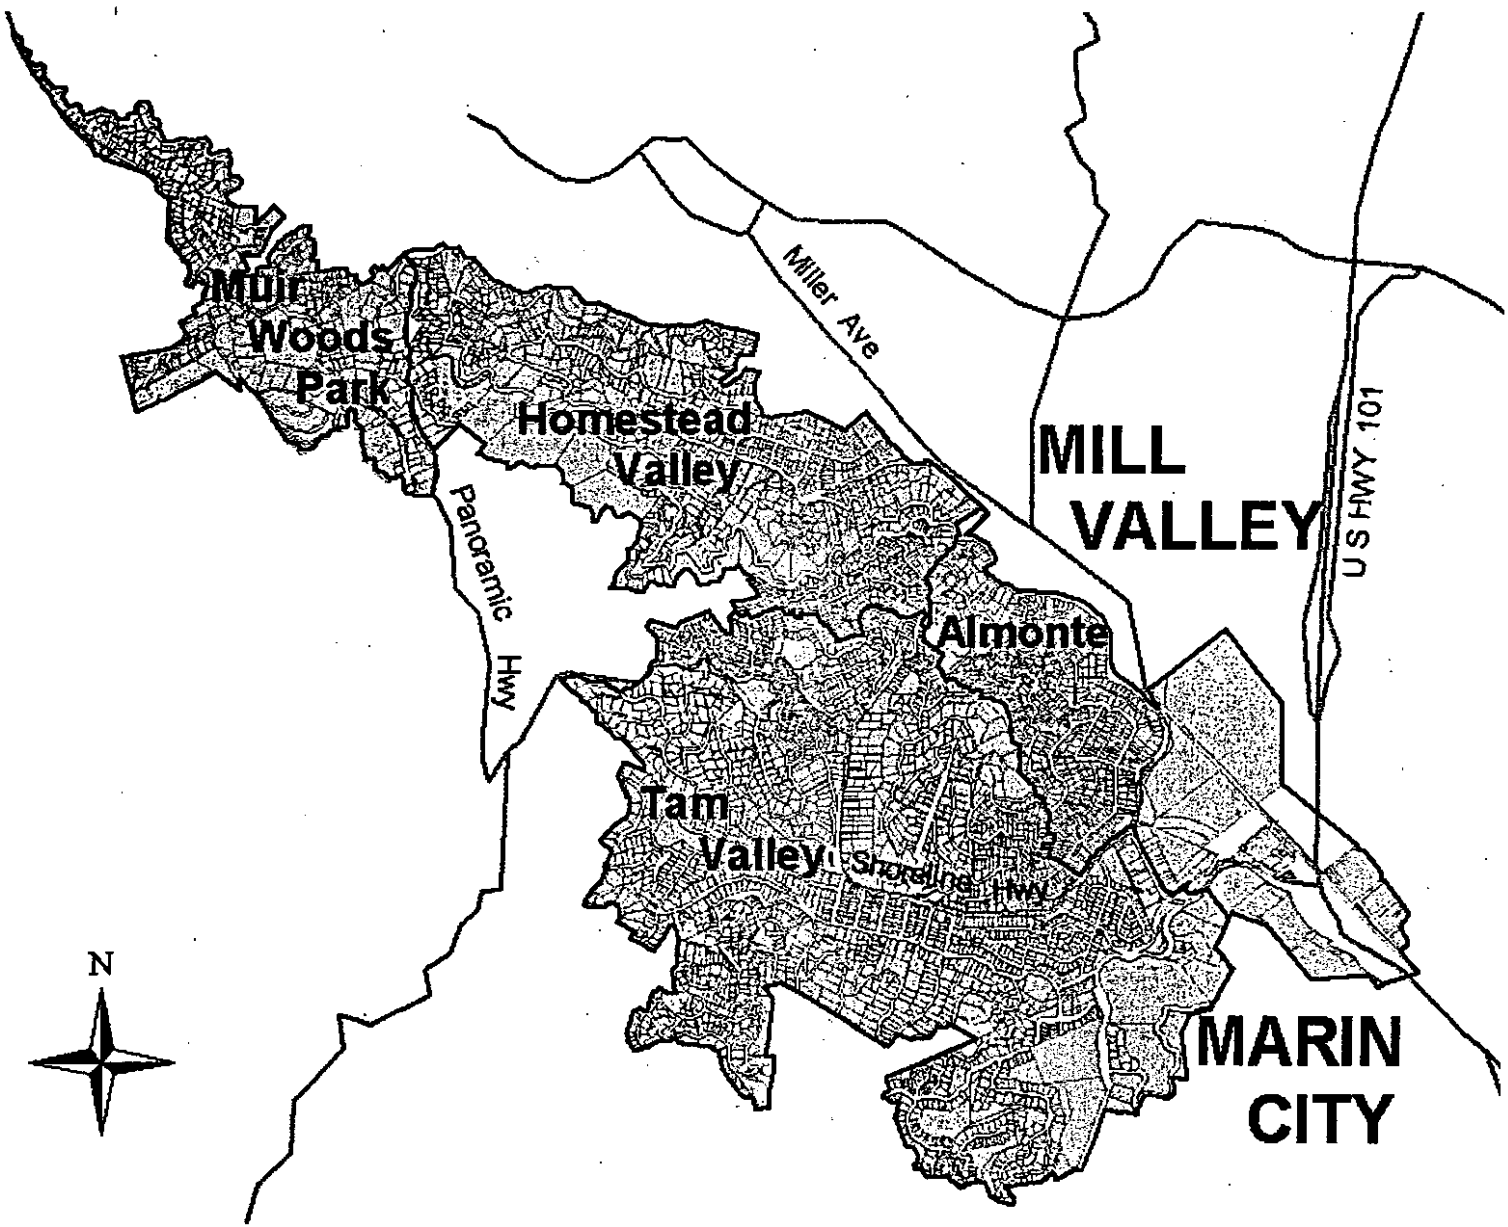 Miller Ave
Muir
Woods
Park
Homestead
Valley
MILL
VALLEY
U S HWY 101
Panoramic
Hwy
Almonte
Tam
Valley
Shoreline Hwy
N
MARIN
CITY